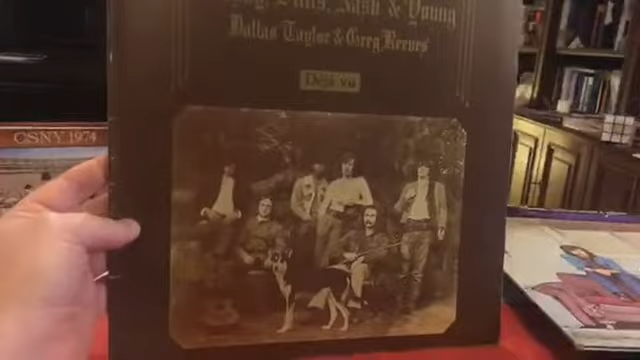 Nash & Young
Dallas Taylor & Greg Reeves
Déjà vu
CSNY 1974